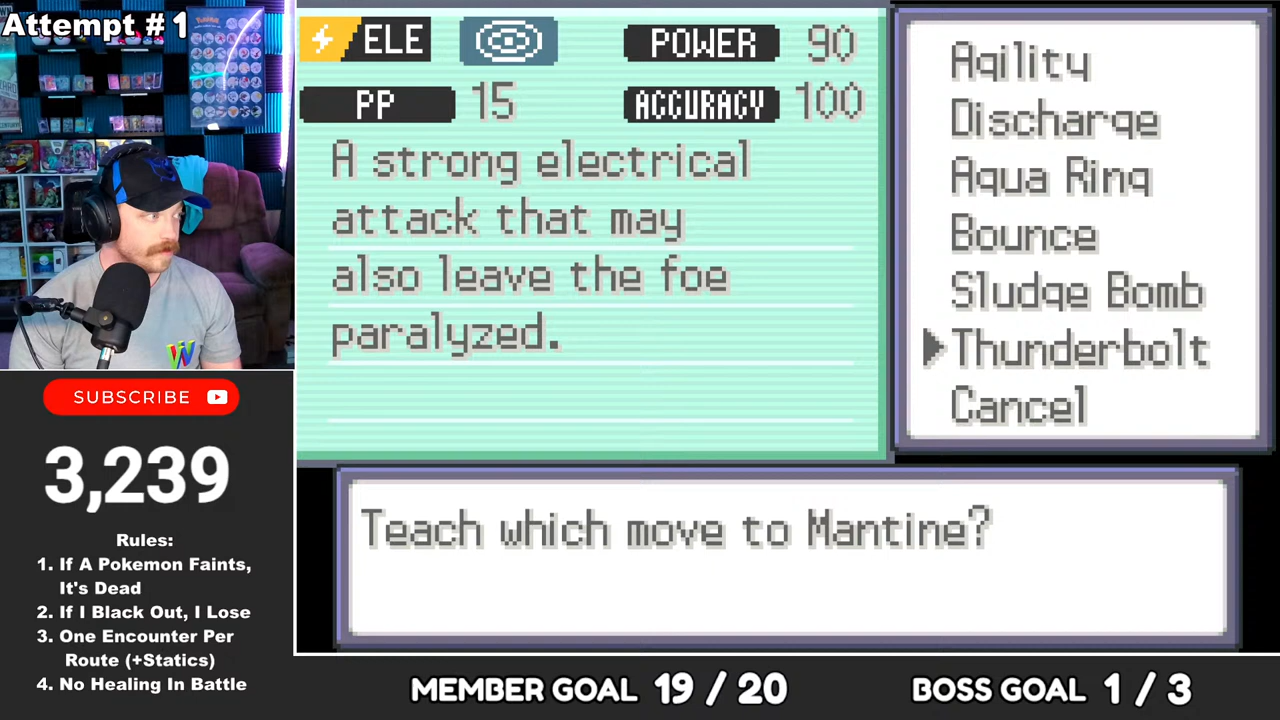 Attempt # 1
ELE
POWER 90
PP 15
ACCURACY 100
A strong electrical
attack that may
also leave the foe
paralyzed.
Agility
Discharge
Aqua Ring
Bounce
Sludge Bomb
Thunderbolt
Cancel
Teach which move to Mantine?
SUBSCRIBE
3,239
Rules:
1. If A Pokemon Faints,
It's Dead
2. If I Black Out, I Lose
3. One Encounter Per
Route (+Statics)
4. No Healing In Battle
MEMBER GOAL 19 / 20
BOSS GOAL 1 / 3